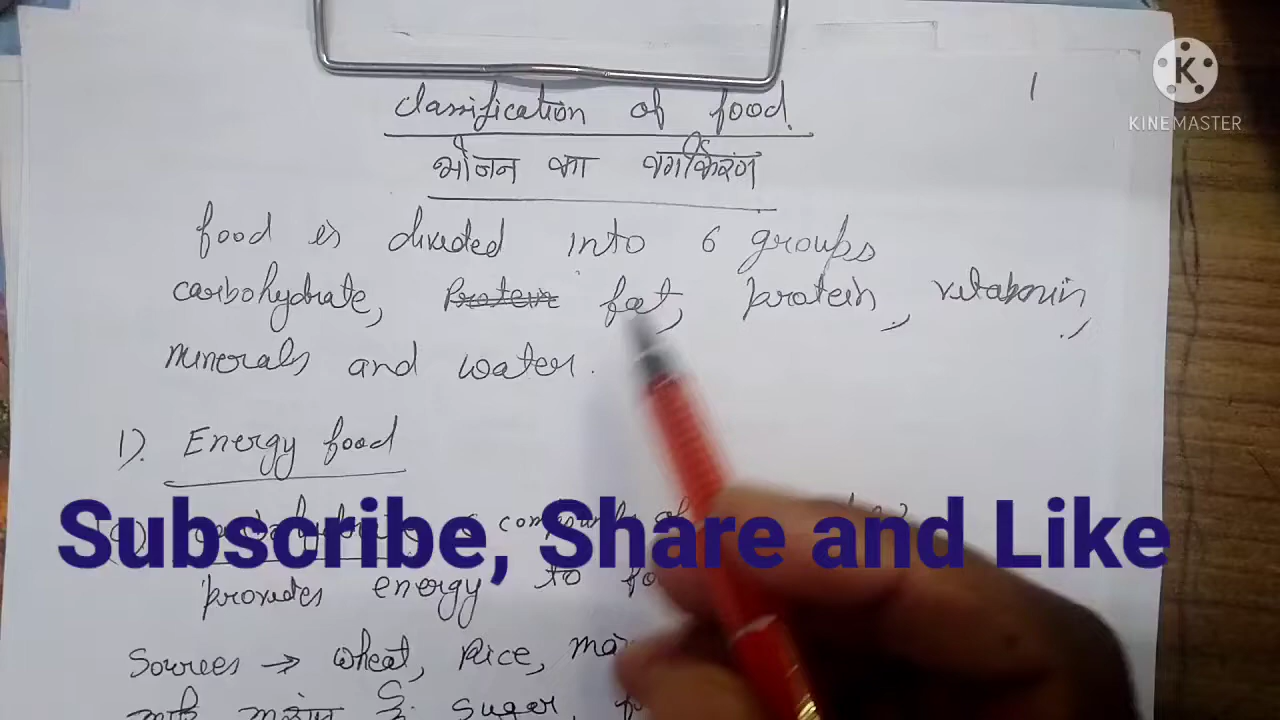 1
KINEMASTER
classification of food.
भोजन का वर्गीकरण
food is divided into 6 groups
carbohydrate, fat, protein, vitamin,
minerals and water.
1). Energy food
Subscribe, Share and Like
provides energy to
Sources → wheat, Rice,
sugar,